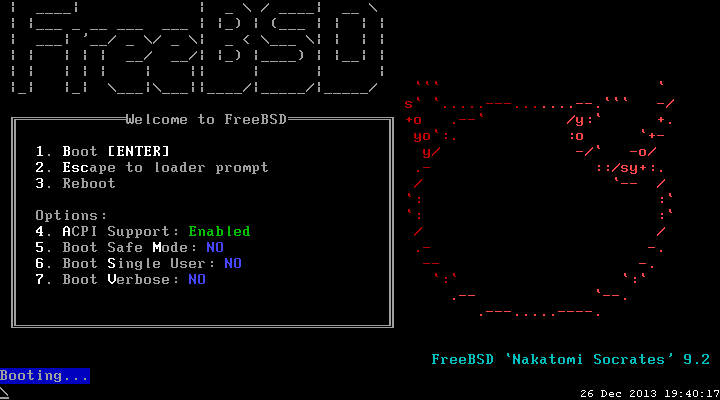 FreeBSD
Welcome to FreeBSD
1. Boot [ENTER]
2. Escape to loader prompt
3. Reboot
Options:
4. ACPI Support: Enabled
5. Boot Safe Mode: NO
6. Boot Single User: NO
7. Boot Verbose: NO
FreeBSD `Nakatomi Socrates' 9.2
Booting...
26 Dec 2013 19:40:17